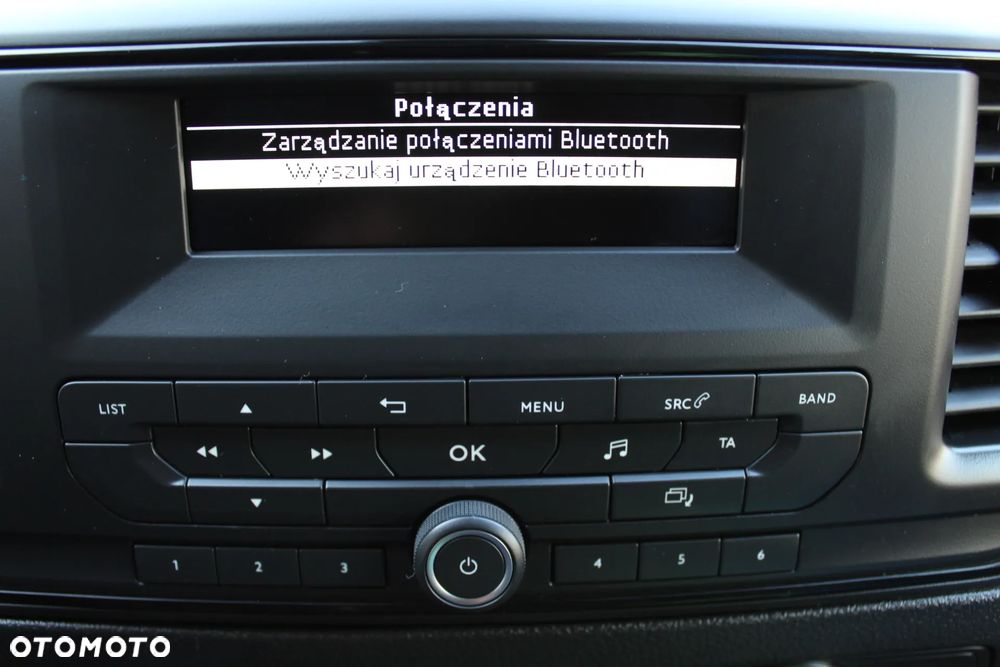 Połączenia
Zarządzanie połączeniami Bluetooth
Wyszukaj urządzenie Bluetooth
LIST
MENU
SRC
BAND
OK
TA
1
2
3
4
5
6
OTOMOTO